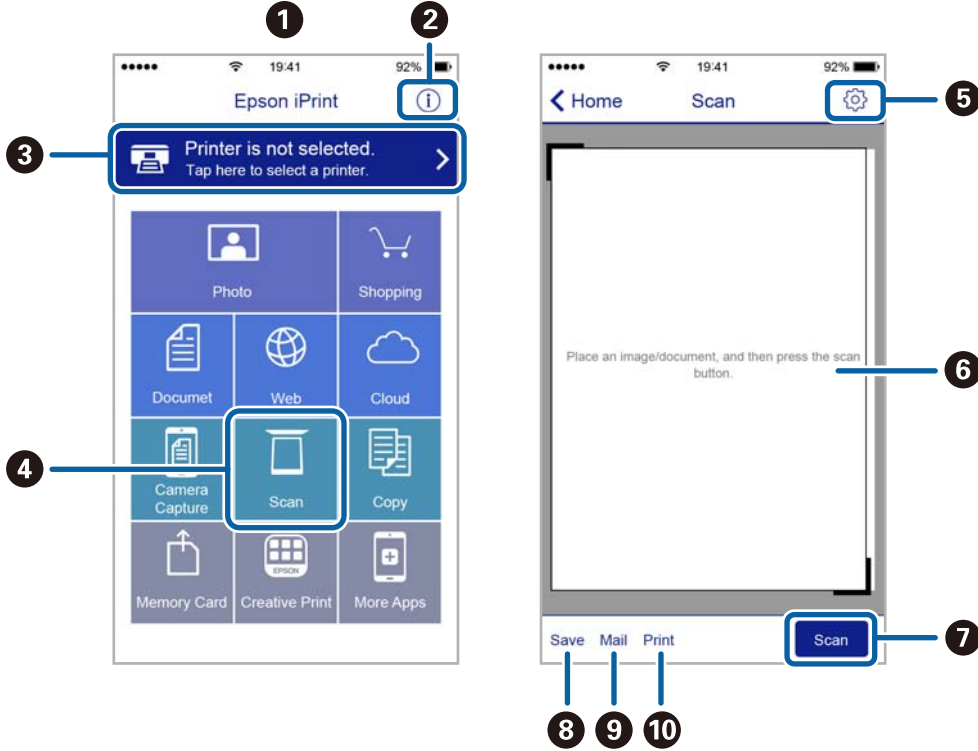 1
2
19:41
92%
Epson iPrint
i
3
Printer is not selected.
Tap here to select a printer.
Photo
Shopping
Documet
Web
Cloud
4
Camera
Capture
Scan
Copy
EPSON
Memory Card
Creative Print
More Apps
19:41
92%
Home
Scan
5
Place an image/document, and then press the scan
button.
6
Save
Mail
Print
Scan
7
8
9
10